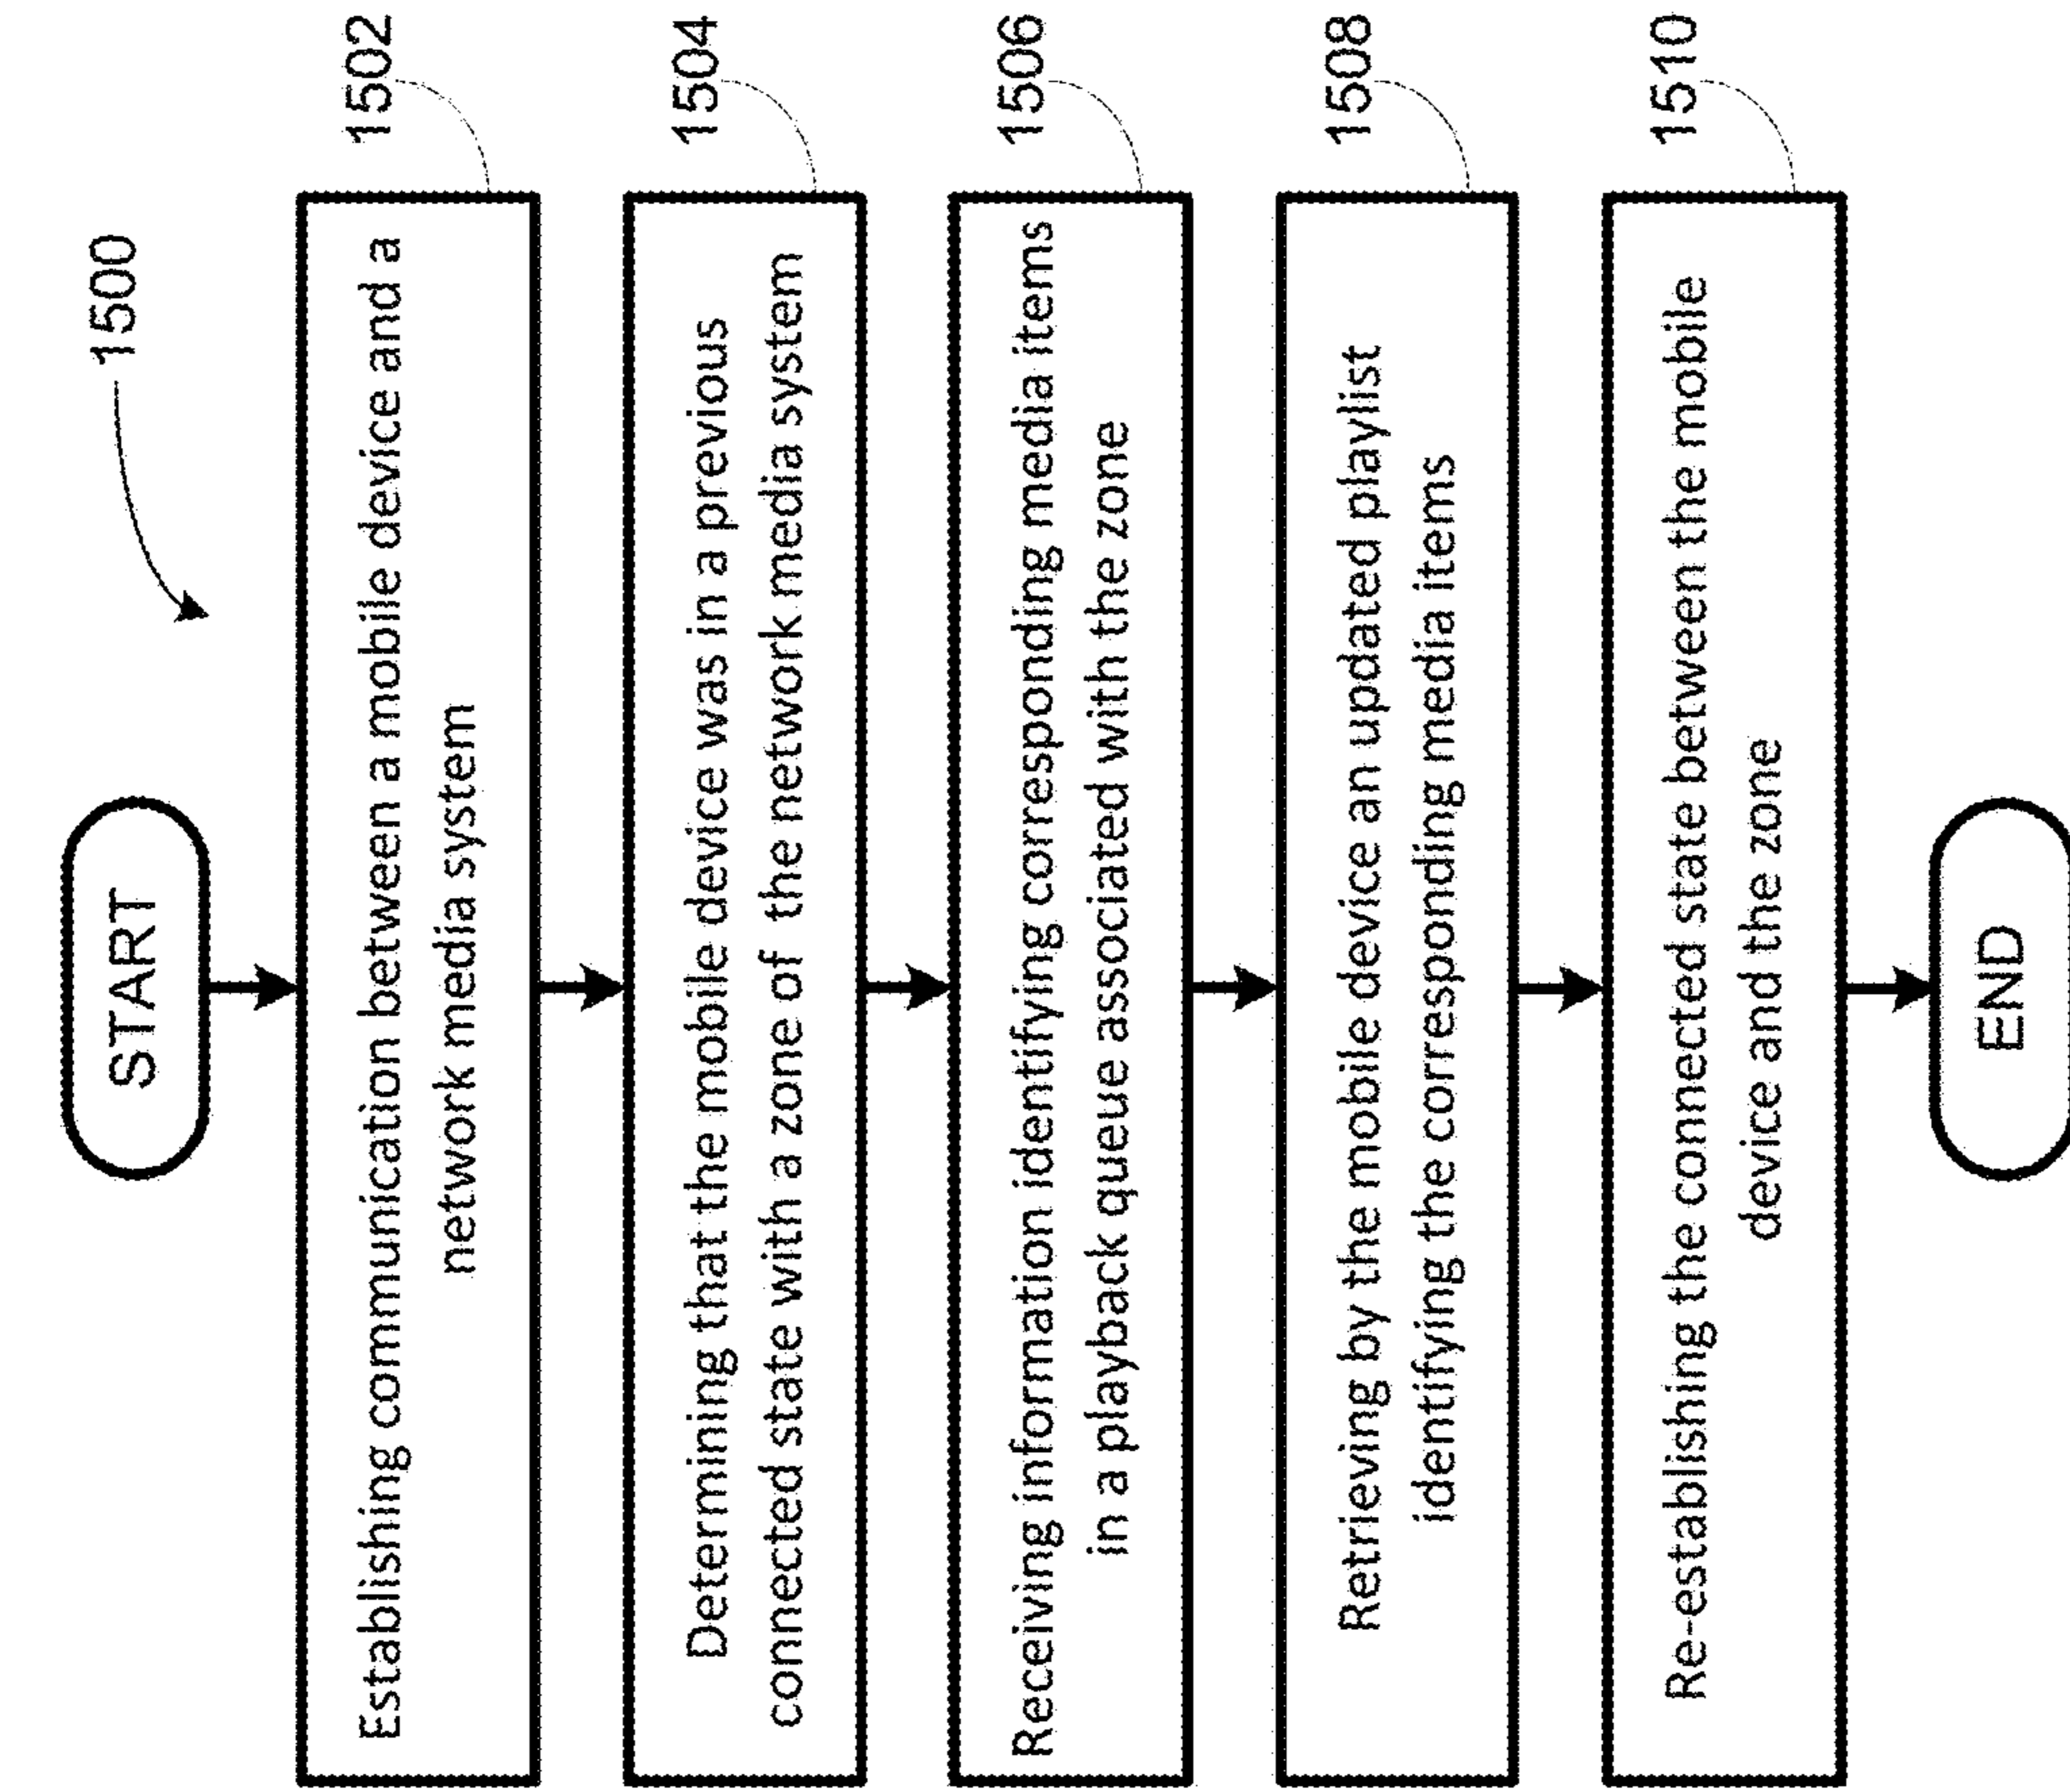 1500
START
Establishing communication between a mobile device and a
network media system
1502
Determining that the mobile device was in a previous
connected state with a zone of the network media system
1504
Receiving information identifying corresponding media items
in a playback queue associated with the zone
1506
Retrieving by the mobile device an updated playlist
identifying the corresponding media items
1508
Re-establishing the connected state between the mobile
device and the zone
1510
END